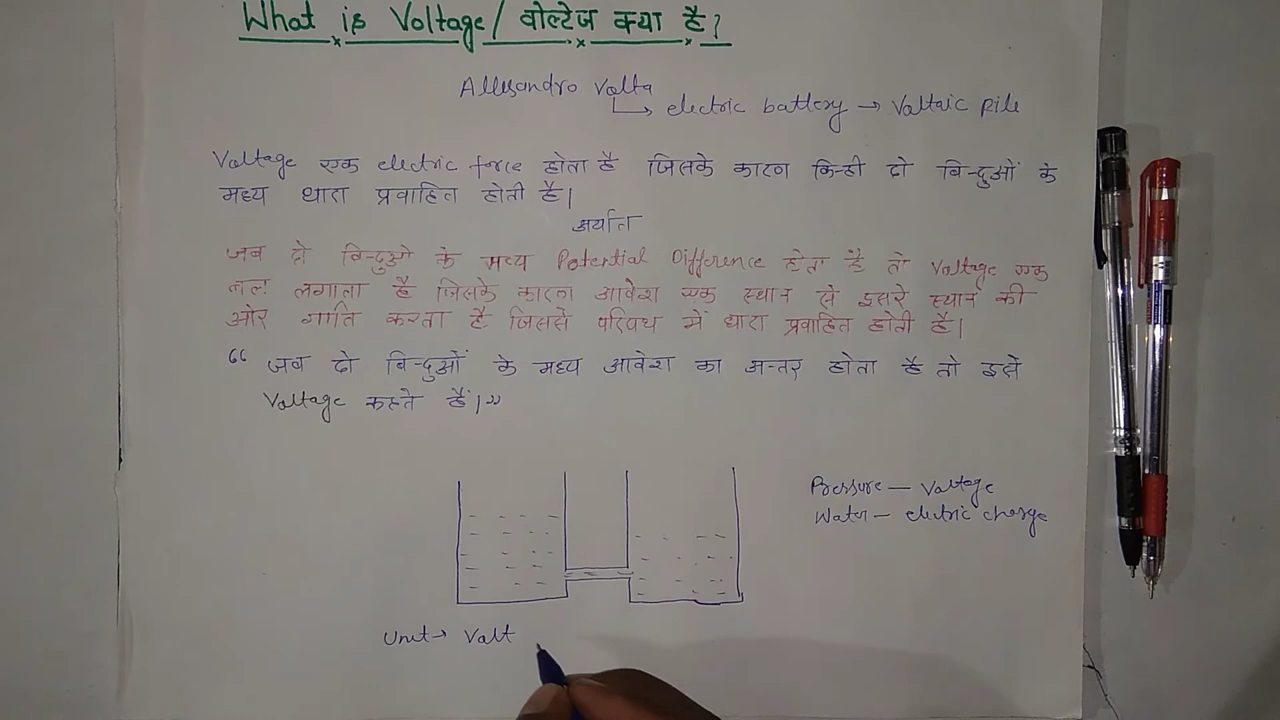 What is Voltage/ वोल्टेज क्या है?
Allesandro Volta
electric battery → Voltaic Pile
Voltage एक electric force होता है जिसके कारण किन्ही दो बिन्दुओं के
मध्य धारा प्रवाहित होती है।
अर्थात
जब दो बिन्दुओ के मध्य Potential Difference होता है तो Voltage एक
लगाता है जिसके कारण आवेश एक स्थान से दुसरे स्थान की
ओर गति करता है जिससे परिपथ में धारा प्रवाहित होती है।
“ जब दो बिन्दुओं के मध्य आवेश का अन्तर होता है तो इसे
Voltage कहते हैं।”
Pressure — Voltage
Water — electric charge
Unit → Volt